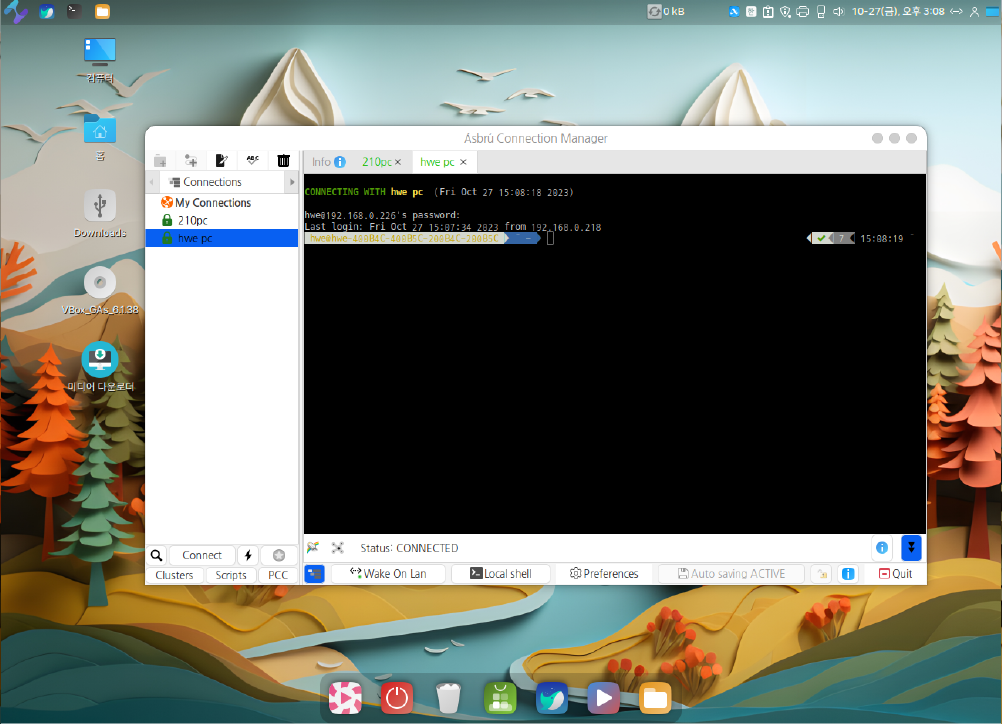 0 kB
10-27(금), 오후 3:08
컴퓨터
홈
Downloads
VBox_GAs_6.1.38
미디어 다운로더
Ásbrú Connection Manager
Connections
My Connections
210pc
hwe pc
Connect
Clusters Scripts PCC
Info 210pc × hwe pc ×
CONNECTING WITH hwe pc (Fri Oct 27 15:08:18 2023)
hwe@192.168.0.226's password:
Last login: Fri Oct 27 15:07:34 2023 from 192.168.0.218
hwe@hwe-400B4C-400B5C-200B4C-200B5C ~ ✔ 7 15:08:19
Status: CONNECTED
Wake On Lan Local shell Preferences Auto saving ACTIVE Quit